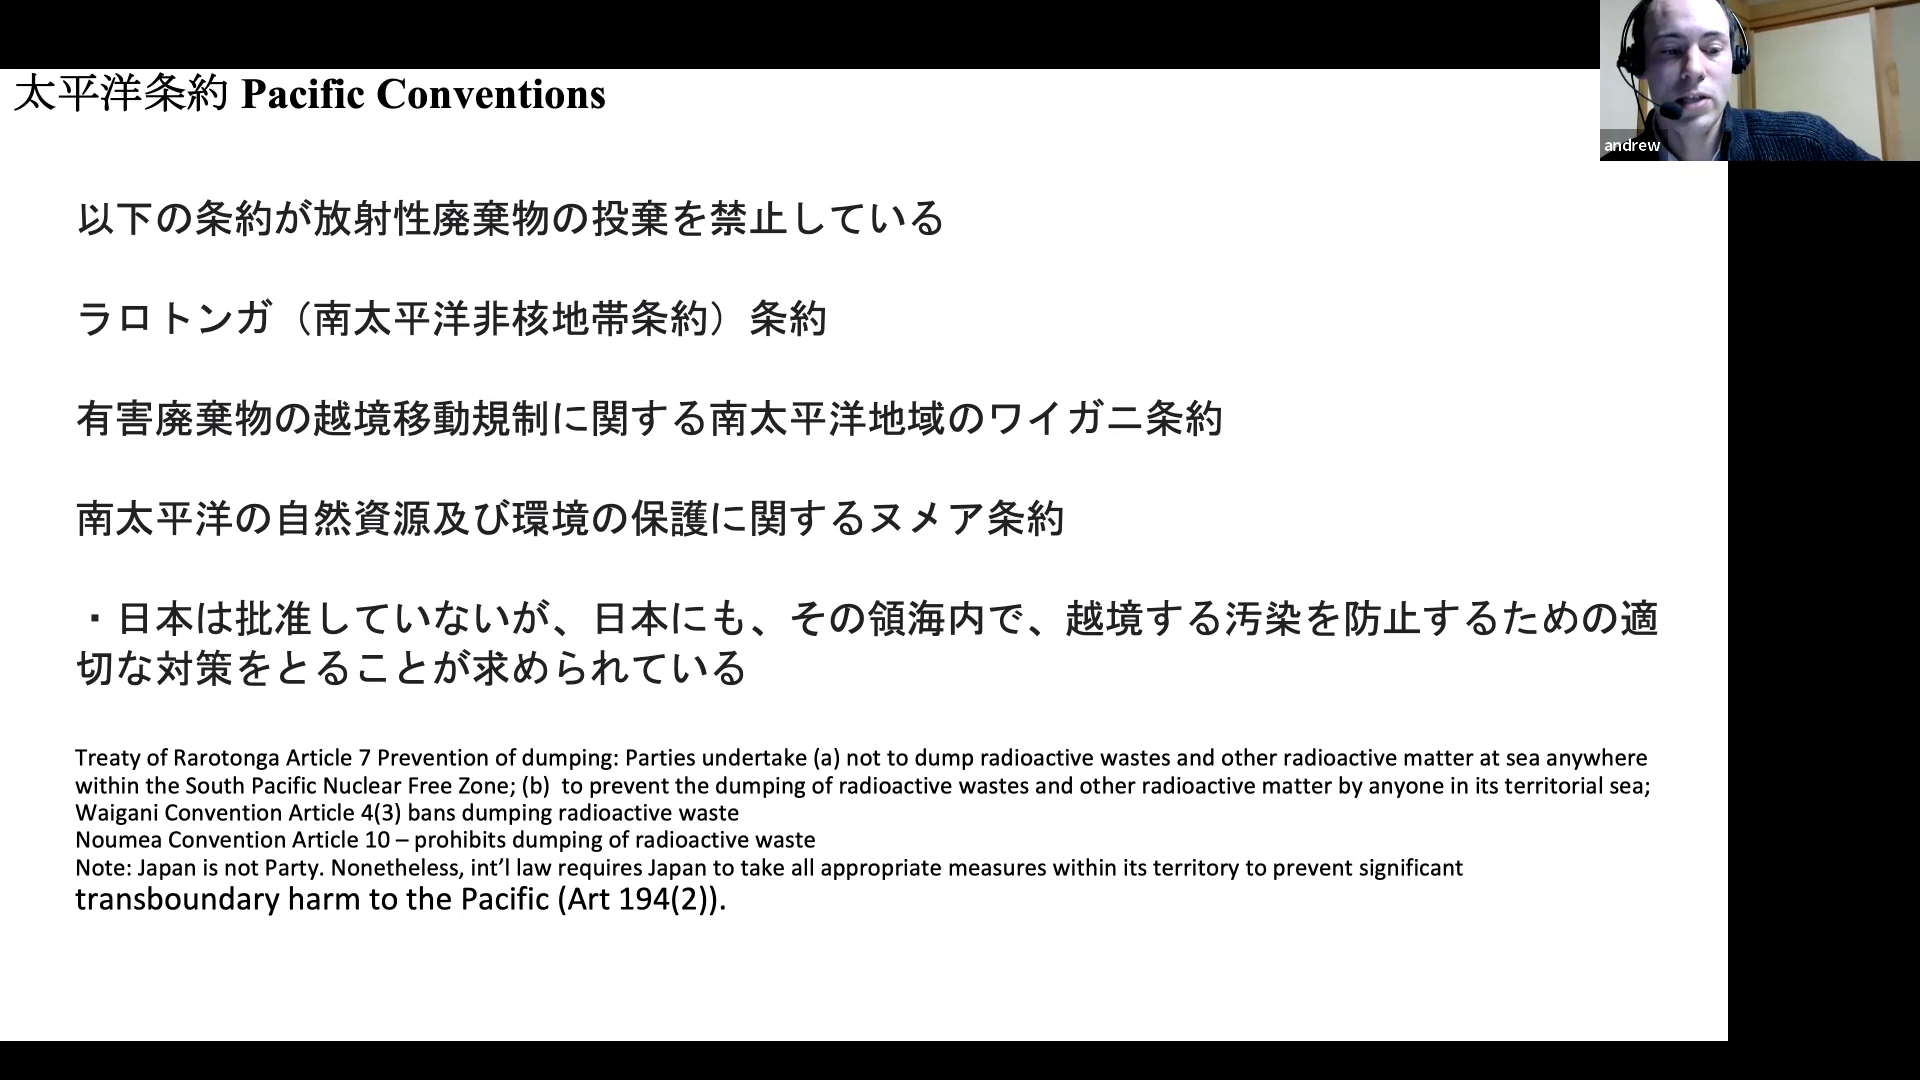 太平洋条約 Pacific Conventions
andrew
以下の条約が放射性廃棄物の投棄を禁止している
ラロトンガ（南太平洋非核地帯条約）条約
有害廃棄物の越境移動規制に関する南太平洋地域のワイガニ条約
南太平洋の自然資源及び環境の保護に関するヌメア条約
・日本は批准していないが、日本にも、その領海内で、越境する汚染を防止するための適
切な対策をとることが求められている
Treaty of Rarotonga Article 7 Prevention of dumping: Parties undertake (a) not to dump radioactive wastes and other radioactive matter at sea anywhere
within the South Pacific Nuclear Free Zone; (b)  to prevent the dumping of radioactive wastes and other radioactive matter by anyone in its territorial sea;
Waigani Convention Article 4(3) bans dumping radioactive waste
Noumea Convention Article 10 – prohibits dumping of radioactive waste
Note: Japan is not Party. Nonetheless, int’l law requires Japan to take all appropriate measures within its territory to prevent significant
transboundary harm to the Pacific (Art 194(2)).